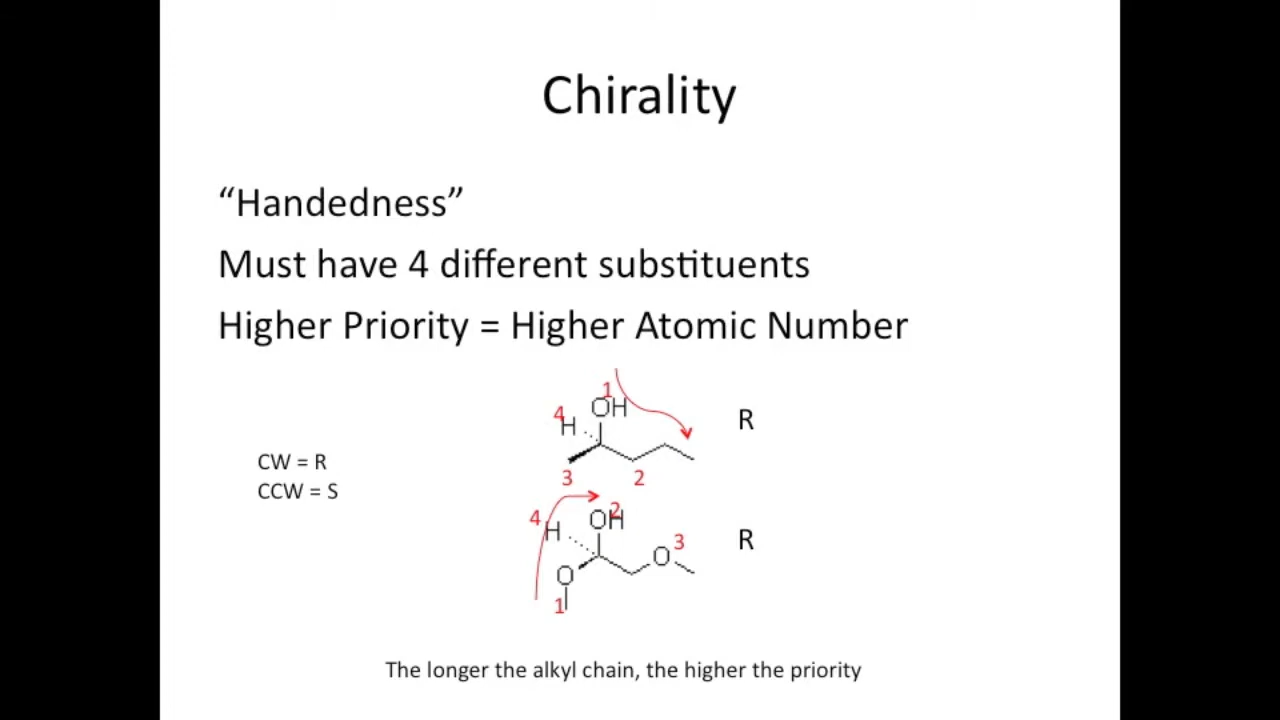 Chirality
“Handedness”
Must have 4 different substituents
Higher Priority = Higher Atomic Number
1
4 OH
H
R
CW = R
CCW = S
3 2
4 2
H OH
R
O 3
O
1
The longer the alkyl chain, the higher the priority